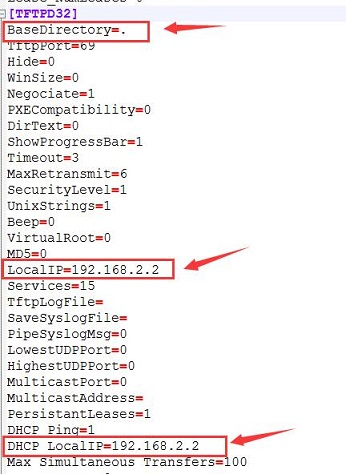 [TFTPD32]
BaseDirectory=.
TftpPort=69
Hide=0
WinSize=0
Negociate=1
PXECompatibility=0
DirText=0
ShowProgressBar=1
Timeout=3
MaxRetransmit=6
SecurityLevel=1
UnixStrings=1
Beep=0
VirtualRoot=0
MD5=0
LocalIP=192.168.2.2
Services=15
TftpLogFile=
SaveSyslogFile=
PipeSyslogMsg=0
LowestUDPPort=0
HighestUDPPort=0
MulticastPort=0
MulticastAddress=
PersistantLeases=1
DHCP Ping=1
DHCP LocalIP=192.168.2.2
Max Simultaneous Transfers=100